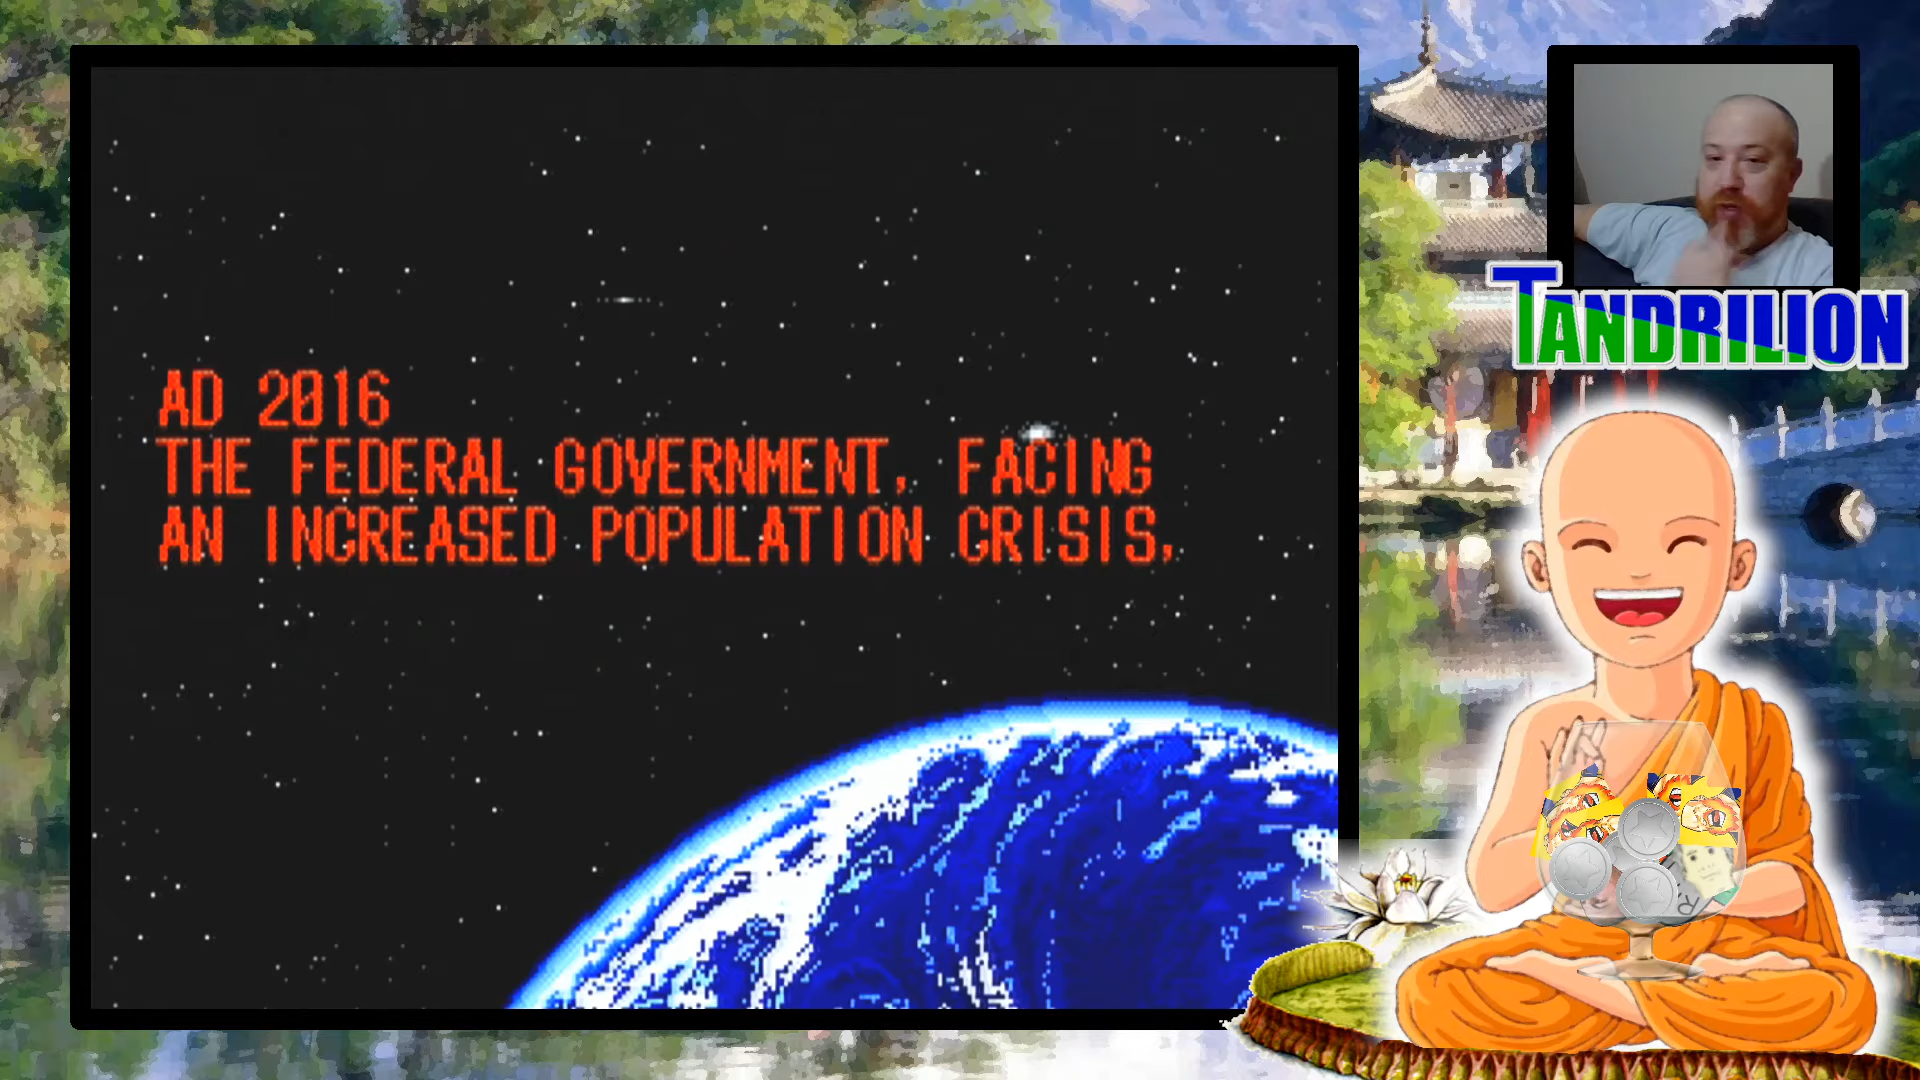 AD 2016
THE FEDERAL GOVERNMENT, FACING
AN INCREASED POPULATION CRISIS,
TANDRILION